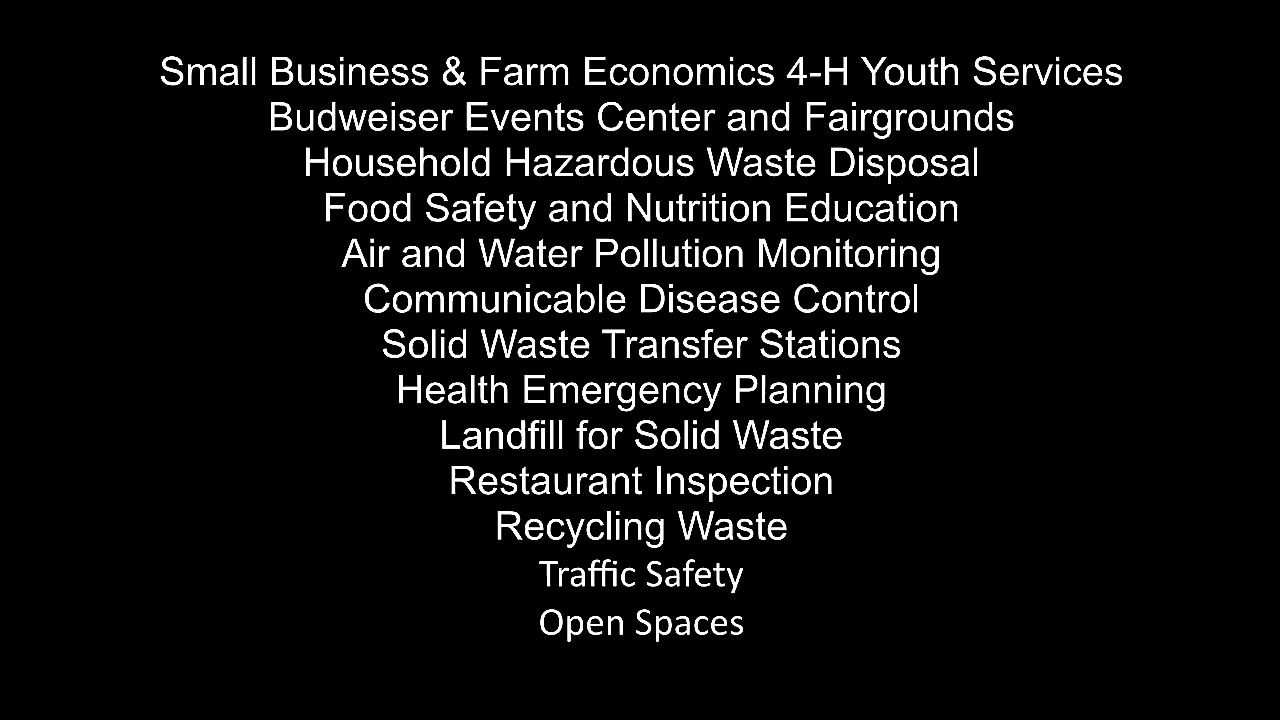 Small Business & Farm Economics 4-H Youth Services
Budweiser Events Center and Fairgrounds
Household Hazardous Waste Disposal
Food Safety and Nutrition Education
Air and Water Pollution Monitoring
Communicable Disease Control
Solid Waste Transfer Stations
Health Emergency Planning
Landfill for Solid Waste
Restaurant Inspection
Recycling Waste
Traffic Safety
Open Spaces